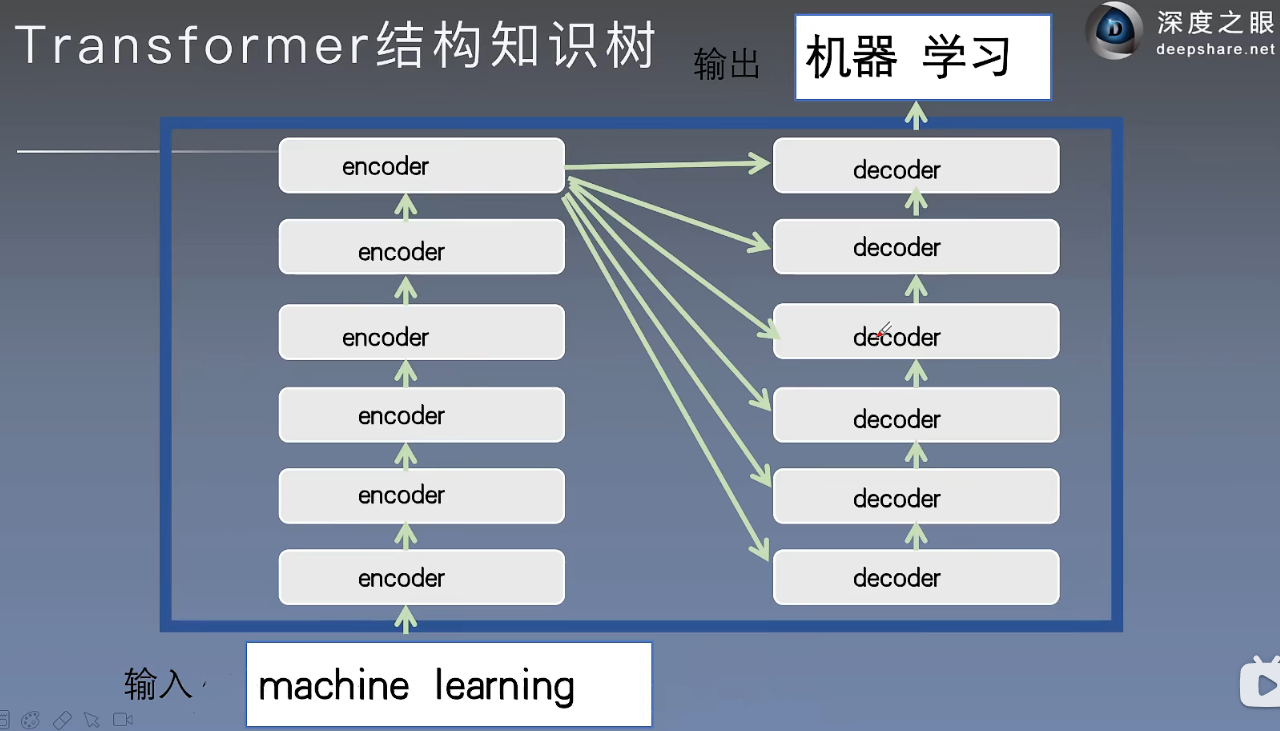 Transformer结构知识树
深度之眼
deepshare.net
输出
机器 学习
encoder
decoder
encoder
decoder
encoder
decoder
encoder
decoder
encoder
decoder
encoder
decoder
输入
machine learning